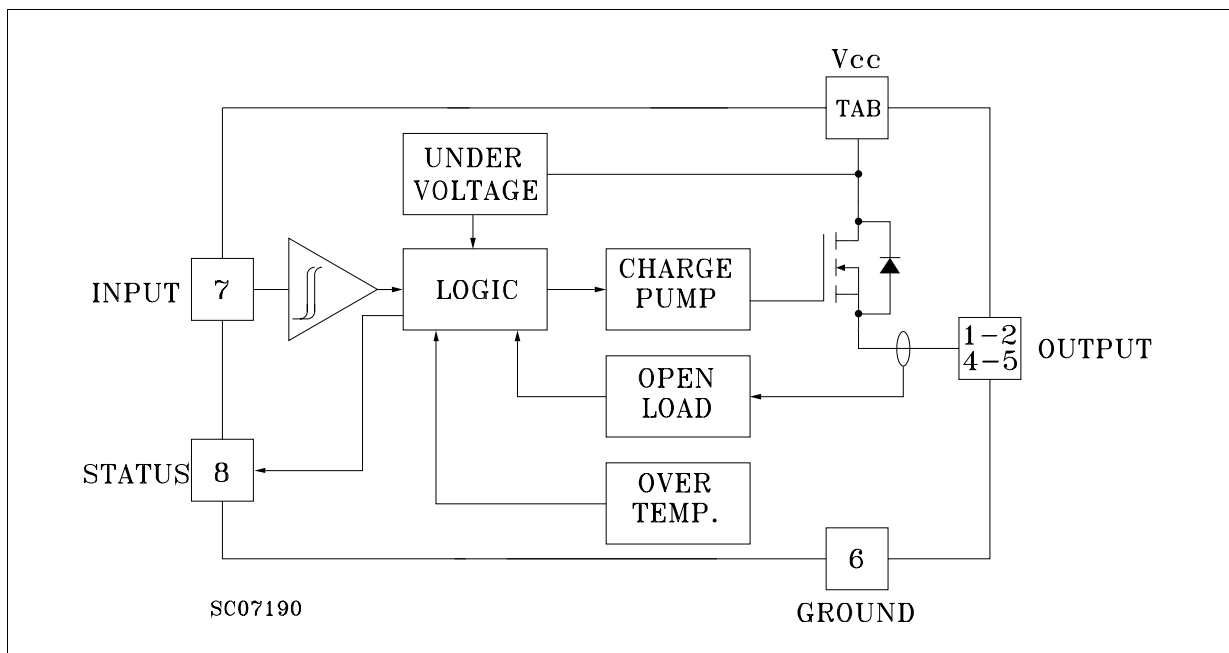 Vcc
TAB
UNDER
VOLTAGE
INPUT
7
LOGIC
CHARGE
PUMP
1-2
4-5
OUTPUT
OPEN
LOAD
STATUS
8
OVER
TEMP.
6
GROUND
SC07190